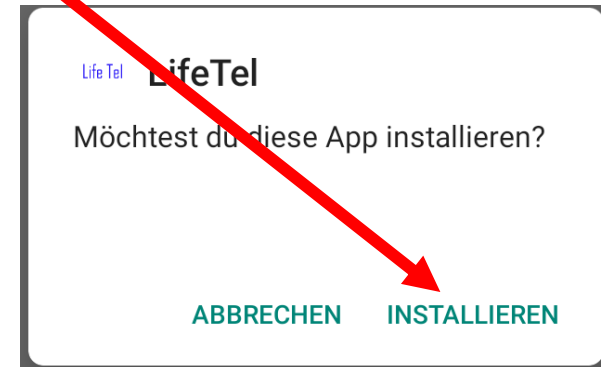 Life Tel LifeTel
Möchtest du diese App installieren?
ABBRECHEN INSTALLIEREN